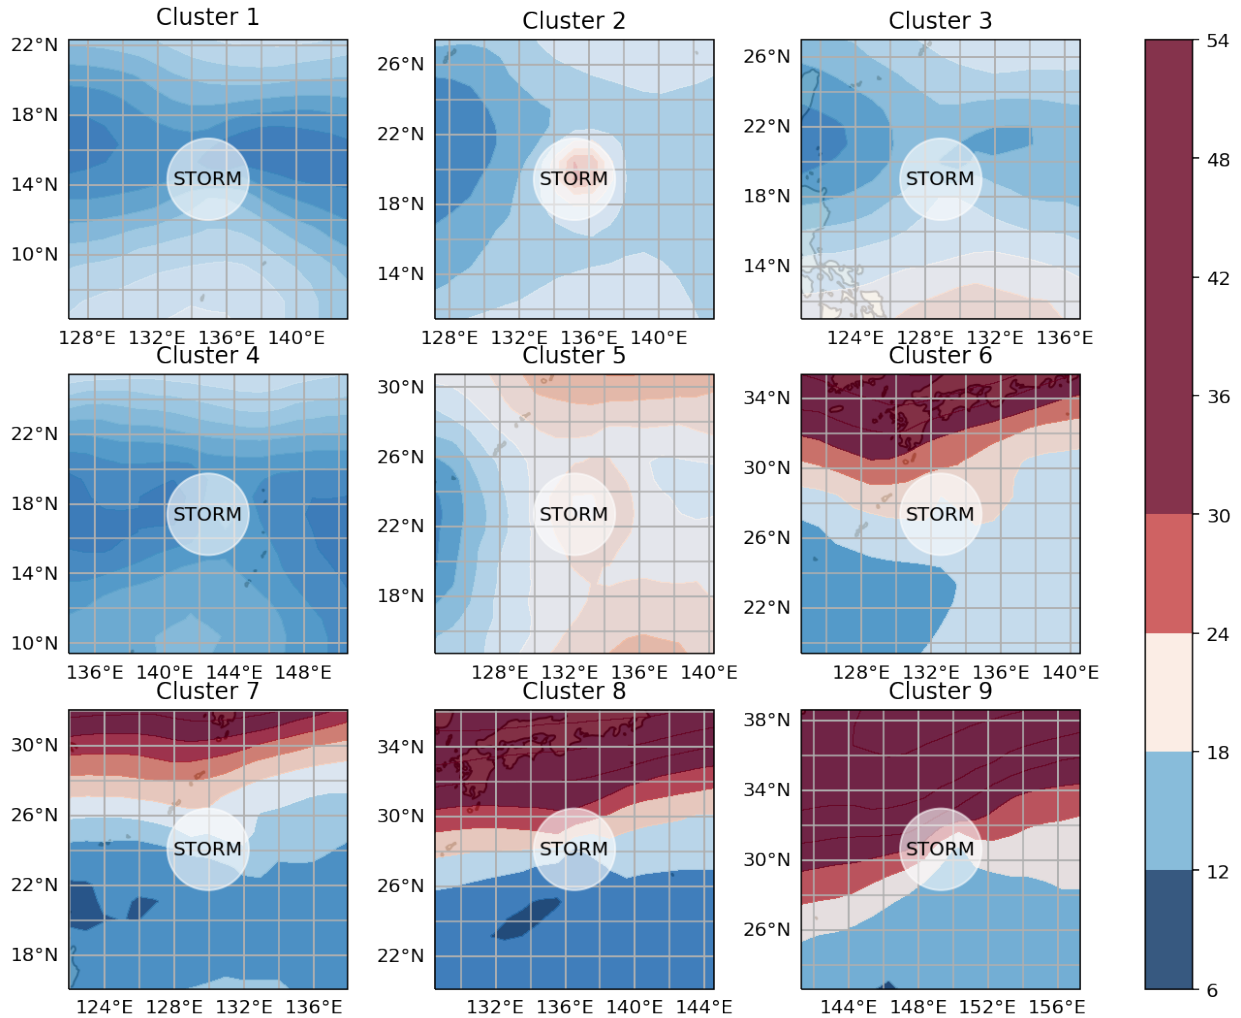 Cluster 1
Cluster 2
Cluster 3
22°N
18°N
14°N
10°N
STORM
128°E 132°E 136°E 140°E
26°N
22°N
18°N
14°N
STORM
132°E 136°E 140°E
26°N
22°N
18°N
14°N
STORM
124°E 128°E 132°E 136°E
Cluster 4
Cluster 5
Cluster 6
22°N
18°N
14°N
10°N
STORM
136°E 140°E 144°E 148°E
30°N
26°N
22°N
18°N
STORM
128°E 132°E 136°E 140°E
34°N
30°N
26°N
22°N
STORM
128°E 132°E 136°E 140°E
Cluster 7
Cluster 8
Cluster 9
30°N
26°N
22°N
18°N
STORM
124°E 128°E 132°E 136°E
34°N
30°N
26°N
22°N
STORM
132°E 136°E 140°E 144°E
38°N
34°N
30°N
26°N
STORM
144°E 148°E 152°E 156°E
54
48
42
36
30
24
18
12
6